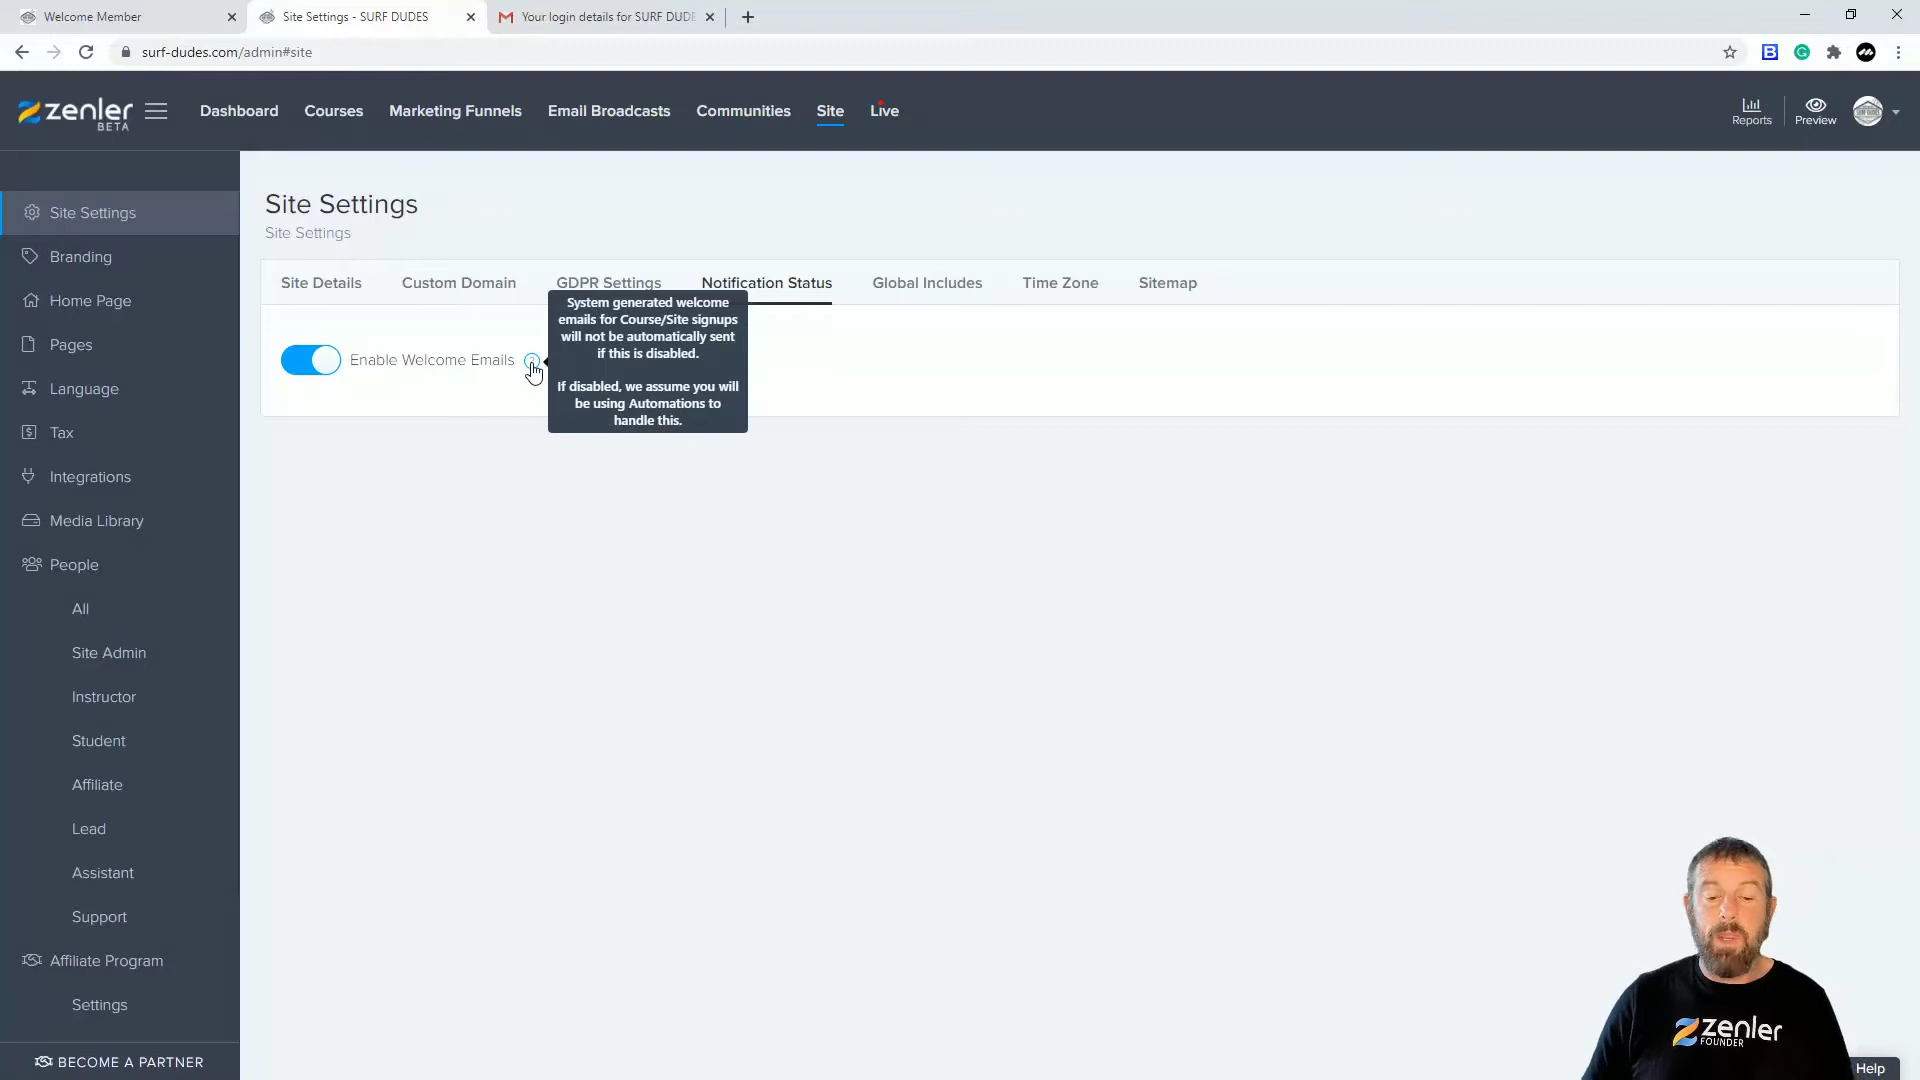 Welcome Member
Site Settings - SURF DUDES
Your login details for SURF DUDE
surf-dudes.com/admin#site
zenler
BETA
Dashboard
Courses
Marketing Funnels
Email Broadcasts
Communities
Site
Live
Reports
Preview
Site Settings
Branding
Home Page
Pages
Language
Tax
Integrations
Media Library
People
All
Site Admin
Instructor
Student
Affiliate
Lead
Assistant
Support
Affiliate Program
Settings
BECOME A PARTNER
Site Settings
Site Settings
Site Details
Custom Domain
GDPR Settings
Notification Status
Global Includes
Time Zone
Sitemap
Enable Welcome Emails
System generated welcome
emails for Course/Site signups
will not be automatically sent
if this is disabled.
If disabled, we assume you will
be using Automations to
handle this.
zenler
FOUNDER
Help